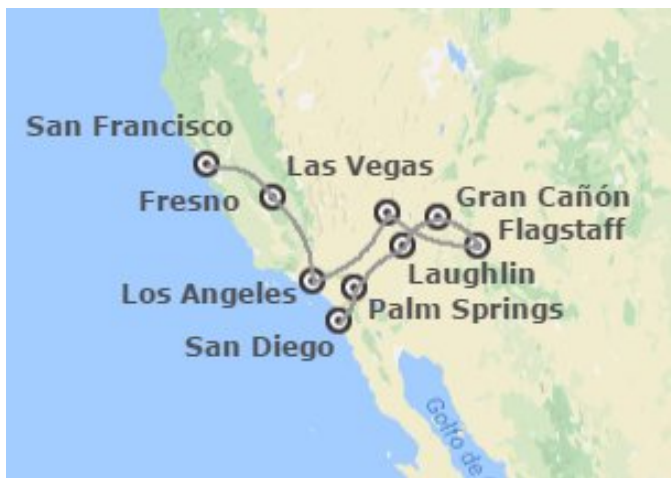 San Francisco
Las Vegas
Fresno
Gran Cañón
Flagstaff
Laughlin
Los Angeles
Palm Springs
San Diego
Golfo de